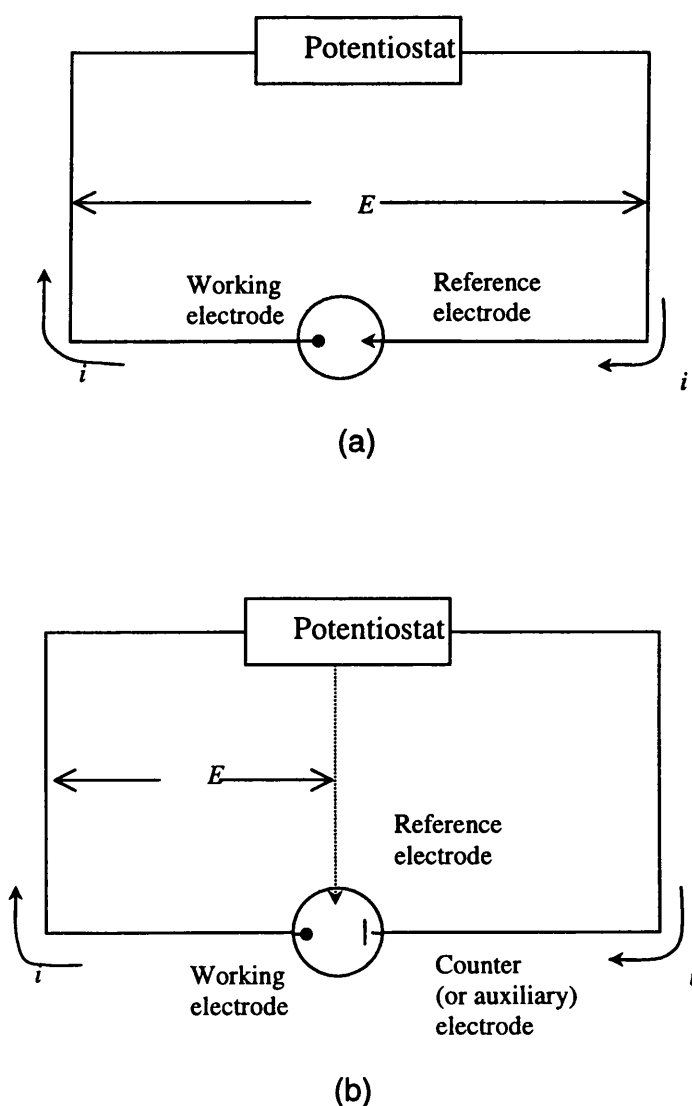 Potentiostat
E
Working
electrode
Reference
electrode
i
i
(a)
Potentiostat
E
Reference
electrode
i
i
Working
electrode
Counter
(or auxiliary)
electrode
(b)